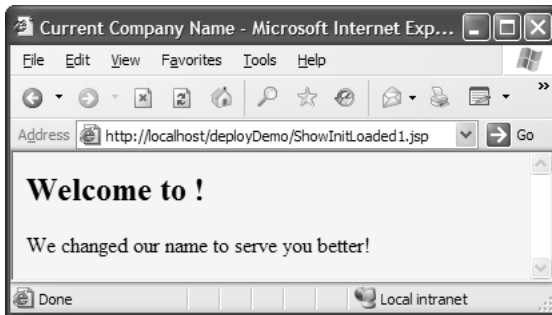 Current Company Name - Microsoft Internet Exp...
File Edit View Favorites Tools Help
»
Address http://localhost/deployDemo/ShowInitLoaded1.jsp Go
Welcome to !
We changed our name to serve you better!
Done Local intranet